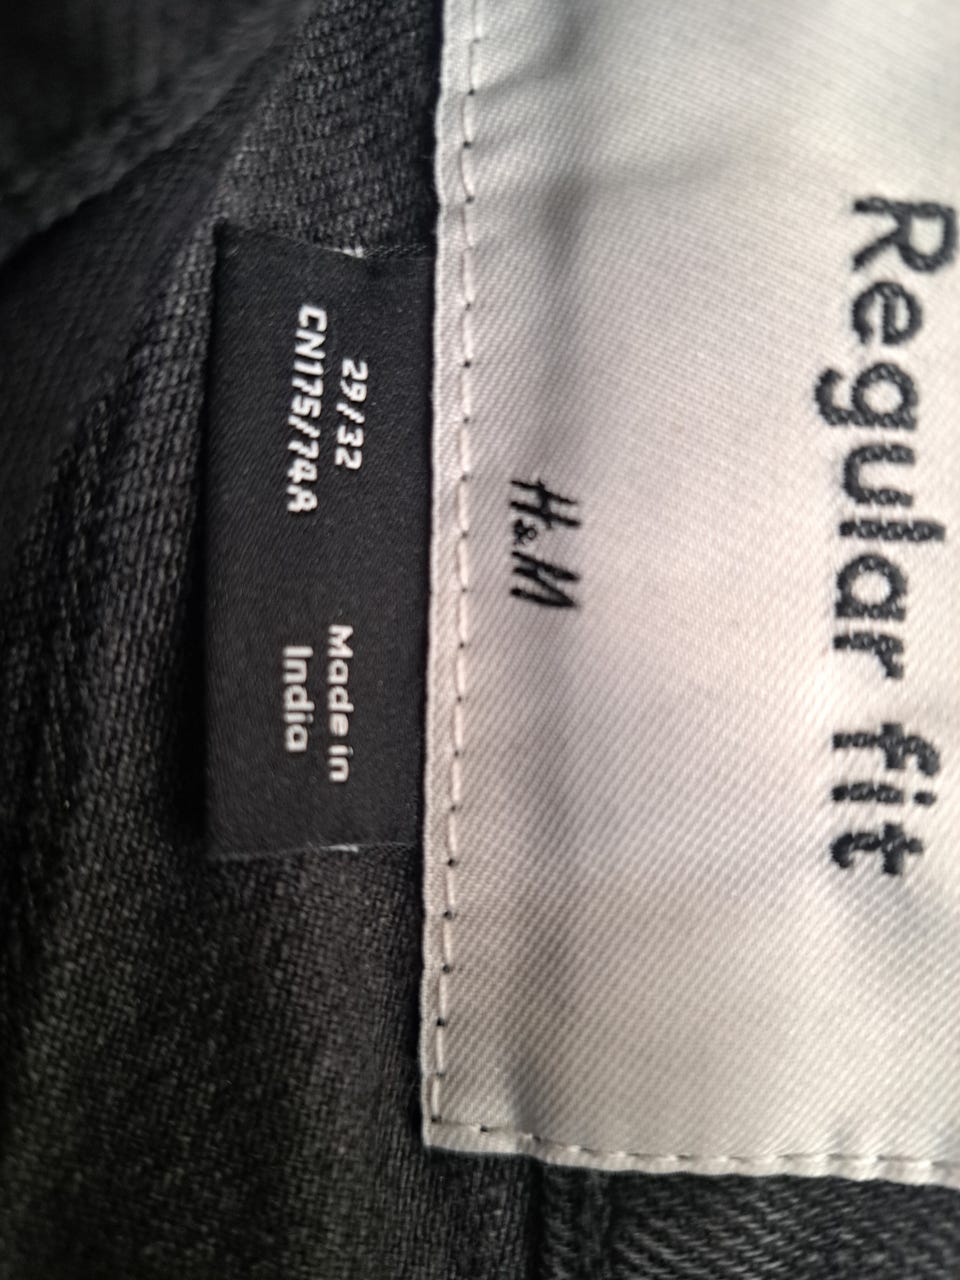 Regular fit
H&M
29/32
CN175/74A
Made in
India